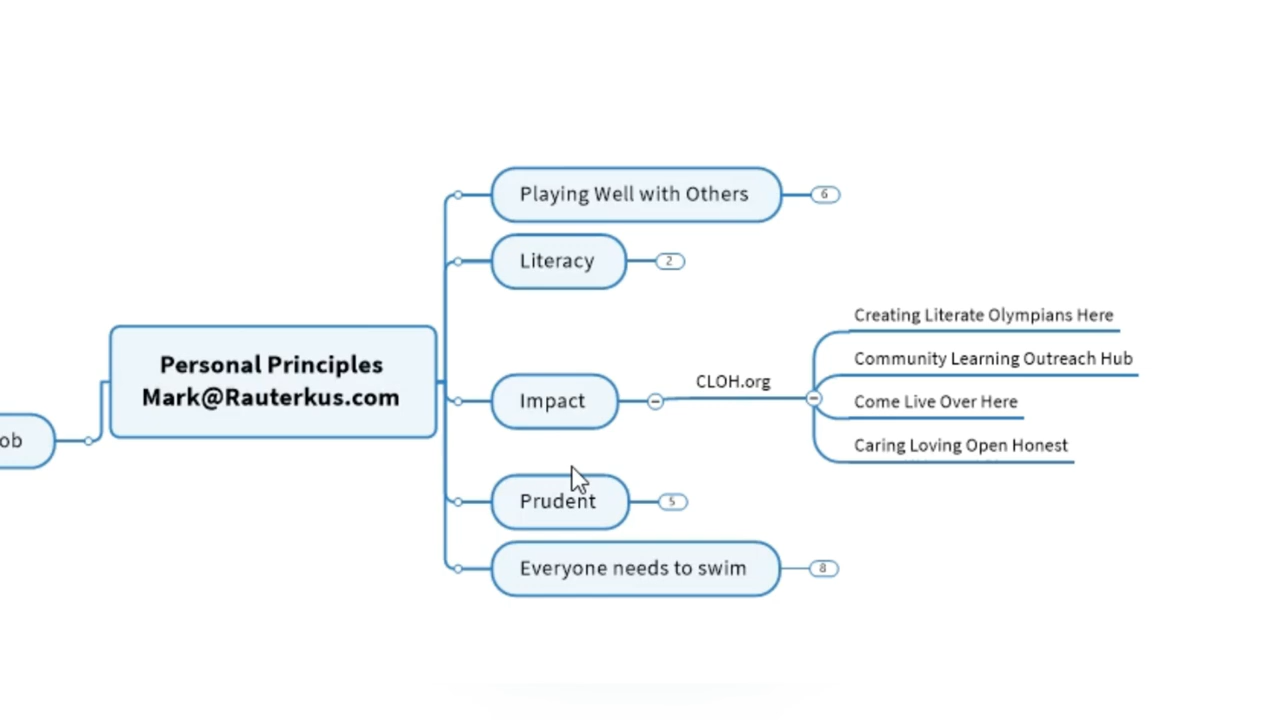 Playing Well with Others
6
Literacy
2
Creating Literate Olympians Here
Personal Principles
Mark@Rauterkus.com
Community Learning Outreach Hub
CLOH.org
Impact
Come Live Over Here
ob
Caring Loving Open Honest
Prudent
5
Everyone needs to swim
8